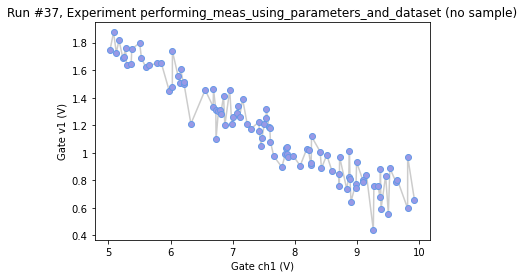 Run #37, Experiment performing_meas_using_parameters_and_dataset (no sample)
Gate v1 (V)
1.8
1.6
1.4
1.2
1
0.8
0.6
0.4
5 6 7 8 9 10
Gate ch1 (V)